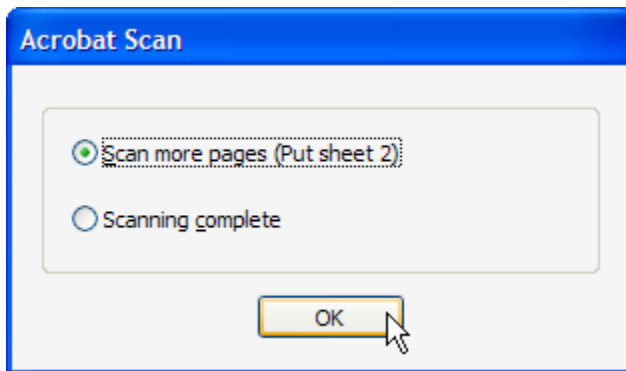 Acrobat Scan
Scan more pages (Put sheet 2)
Scanning complete
OK